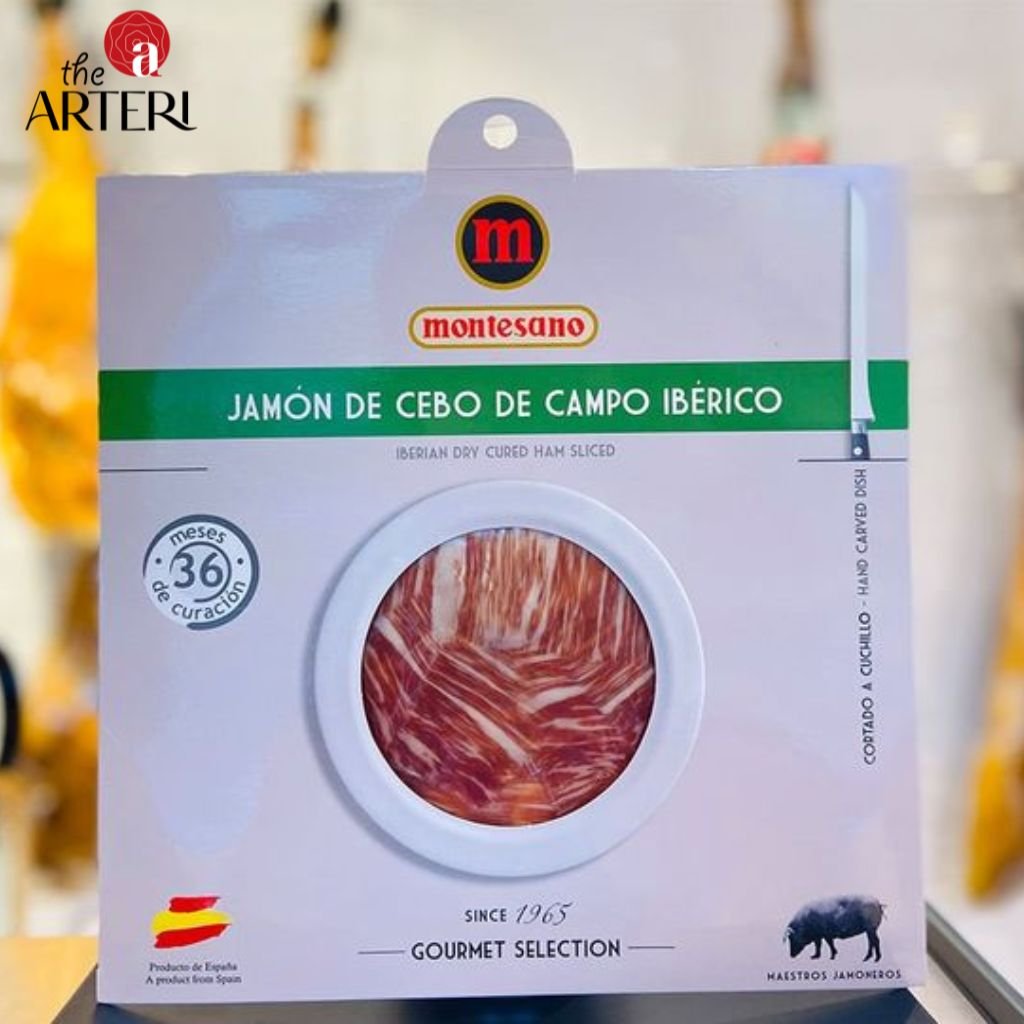 the
a
ARTERI
m
montesano
JAMÓN DE CEBO DE CAMPO IBÉRICO
IBERIAN DRY CURED HAM SLICED
meses
36
de curación
CORTADO A CUCHILLO - HAND CARVED DISH
SINCE 1965
GOURMET SELECTION
Producto de España
A product from Spain
MAESTROS JAMONEROS